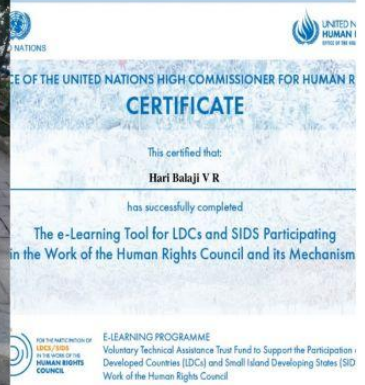 NATIONS
UNITED N
HUMAN
CE OF THE UNITED NATIONS HIGH COMMISSIONER FOR HUMAN R
CERTIFICATE
This certified that:
Hari Balaji V R
has successfully completed
The e-Learning Tool for LDCs and SIDS Participating
in the Work of the Human Rights Council and its Mechanism
FOR THE PARTICIPATION OF
LDCs/SIDS
IN THE WORK OF THE
HUMAN RIGHTS
COUNCIL
E-LEARNING PROGRAMME
Voluntary Technical Assistance Trust Fund to Support the Participation
Developed Countries (LDCs) and Small Island Developing States (SID
Work of the Human Rights Council